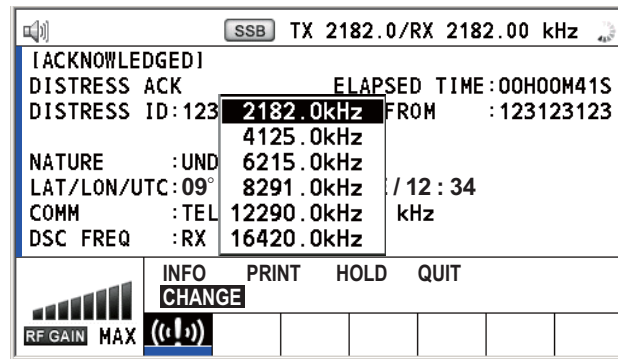 SSB TX 2182.0/RX 2182.00 kHz
[ACKNOWLEDGED]
DISTRESS ACK ELAPSED TIME:00H00M41S
DISTRESS ID:123 2182.0kHz FROM :123123123
4125.0kHz
NATURE :UND 6215.0kHz
LAT/LON/UTC:09° 8291.0kHz /12:34
COMM :TEL 12290.0kHz kHz
DSC FREQ :RX 16420.0kHz
INFO PRINT HOLD QUIT
CHANGE
RF GAIN MAX